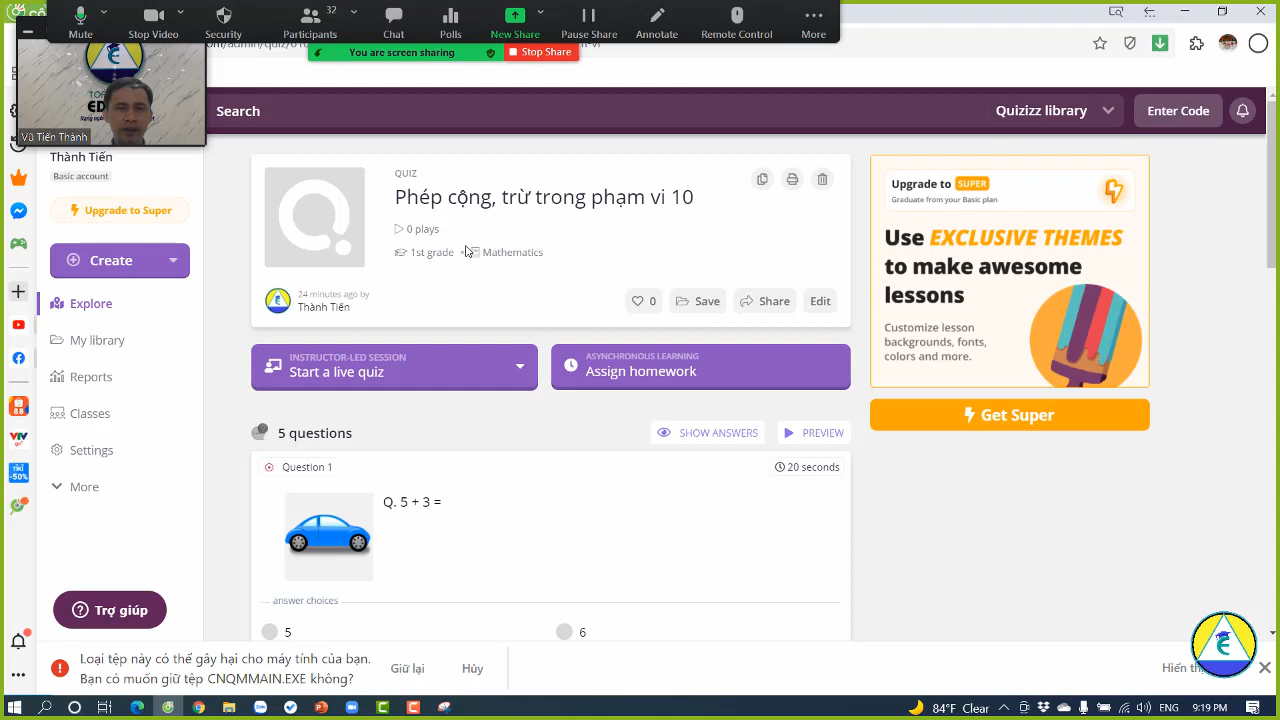 Mute
Stop Video
Security
Participants
32
Chat
Polls
New Share
Pause Share
Annotate
Remote Control
More
You are screen sharing
Stop Share
Vũ Tiến Thành
Search
Quizizz library
Enter Code
Thành Tiến
Basic account
Upgrade to Super
Create
Explore
My library
Reports
Classes
Settings
More
Trợ giúp
QUIZ
Phép cộng, trừ trong phạm vi 10
0 plays
1st grade
Mathematics
24 minutes ago by
Thành Tiến
0
Save
Share
Edit
INSTRUCTOR-LED SESSION
Start a live quiz
ASYNCHRONOUS LEARNING
Assign homework
5 questions
SHOW ANSWERS
PREVIEW
Question 1
20 seconds
Q. 5 + 3 =
answer choices
5
6
Upgrade to SUPER
Graduate from your Basic plan
Use EXCLUSIVE THEMES
to make awesome
lessons
Customize lesson
backgrounds, fonts,
colors and more.
Get Super
Loại tệp này có thể gây hại cho máy tính của bạn.
Bạn có muốn giữ tệp CNQMMAIN.EXE không?
Giữ lại
Hủy
84°F Clear
9:19 PM